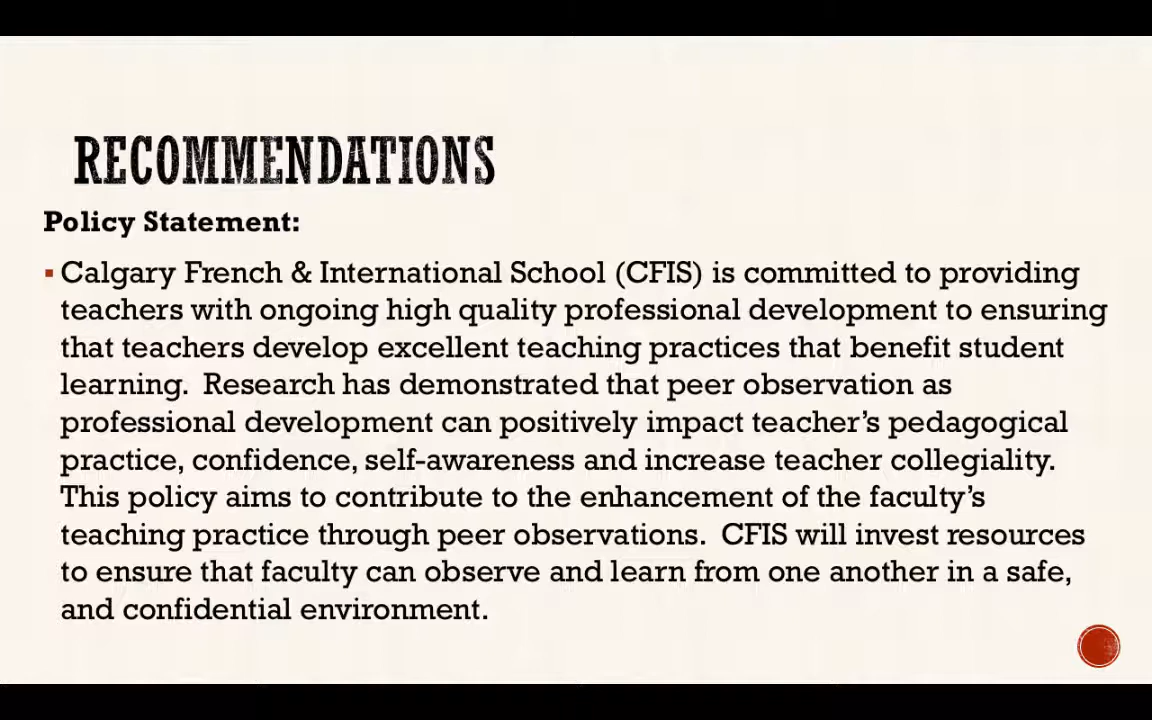 RECOMMENDATIONS
Policy Statement:
▪ Calgary French & International School (CFIS) is committed to providing
teachers with ongoing high quality professional development to ensuring
that teachers develop excellent teaching practices that benefit student
learning.  Research has demonstrated that peer observation as
professional development can positively impact teacher’s pedagogical
practice, confidence, self-awareness and increase teacher collegiality.
This policy aims to contribute to the enhancement of the faculty’s
teaching practice through peer observations.  CFIS will invest resources
to ensure that faculty can observe and learn from one another in a safe,
and confidential environment.